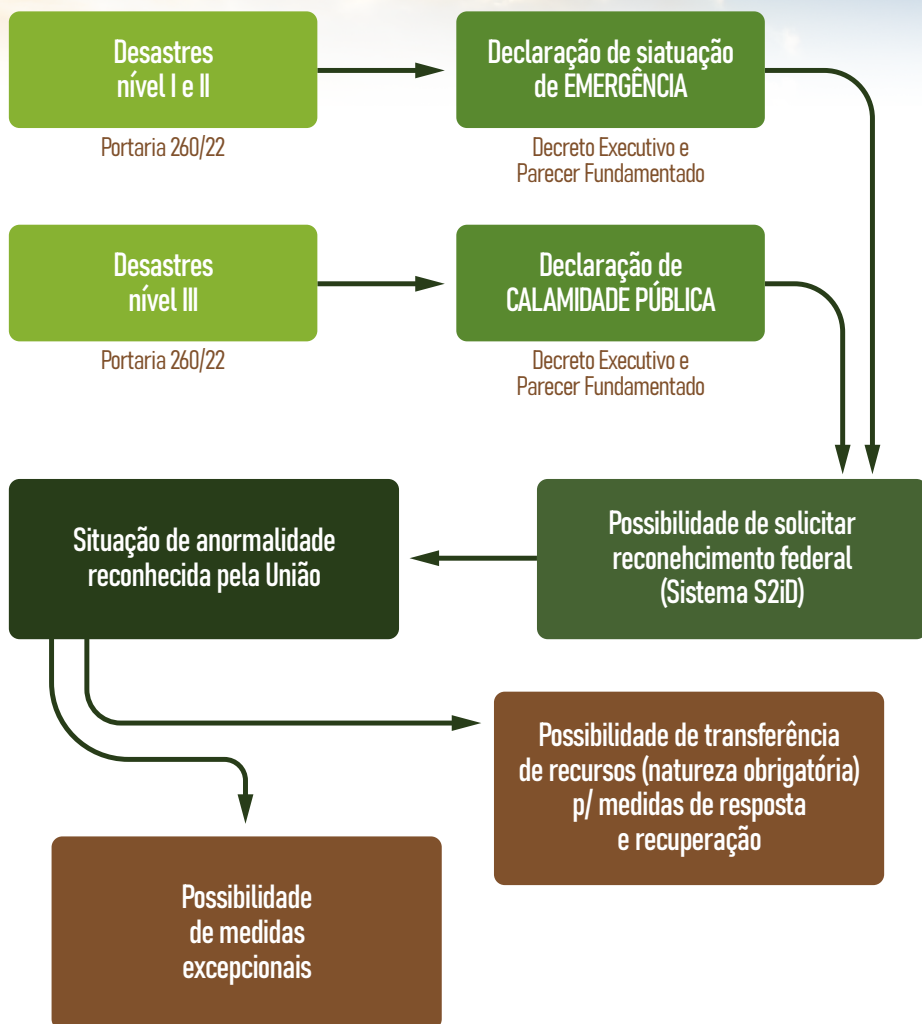 Desastres
nível I e II
Portaria 260/22
Declaração de siatuação
de EMERGÊNCIA
Decreto Executivo e
Parecer Fundamentado
Desastres
nível III
Portaria 260/22
Declaração de
CALAMIDADE PÚBLICA
Decreto Executivo e
Parecer Fundamentado
Situação de anormalidade
reconhecida pela União
Possibilidade de solicitar
reconehcimento federal
(Sistema S2iD)
Possibilidade de transferência
de recursos (natureza obrigatória)
p/ medidas de resposta
e recuperação
Possibilidade
de medidas
excepcionais